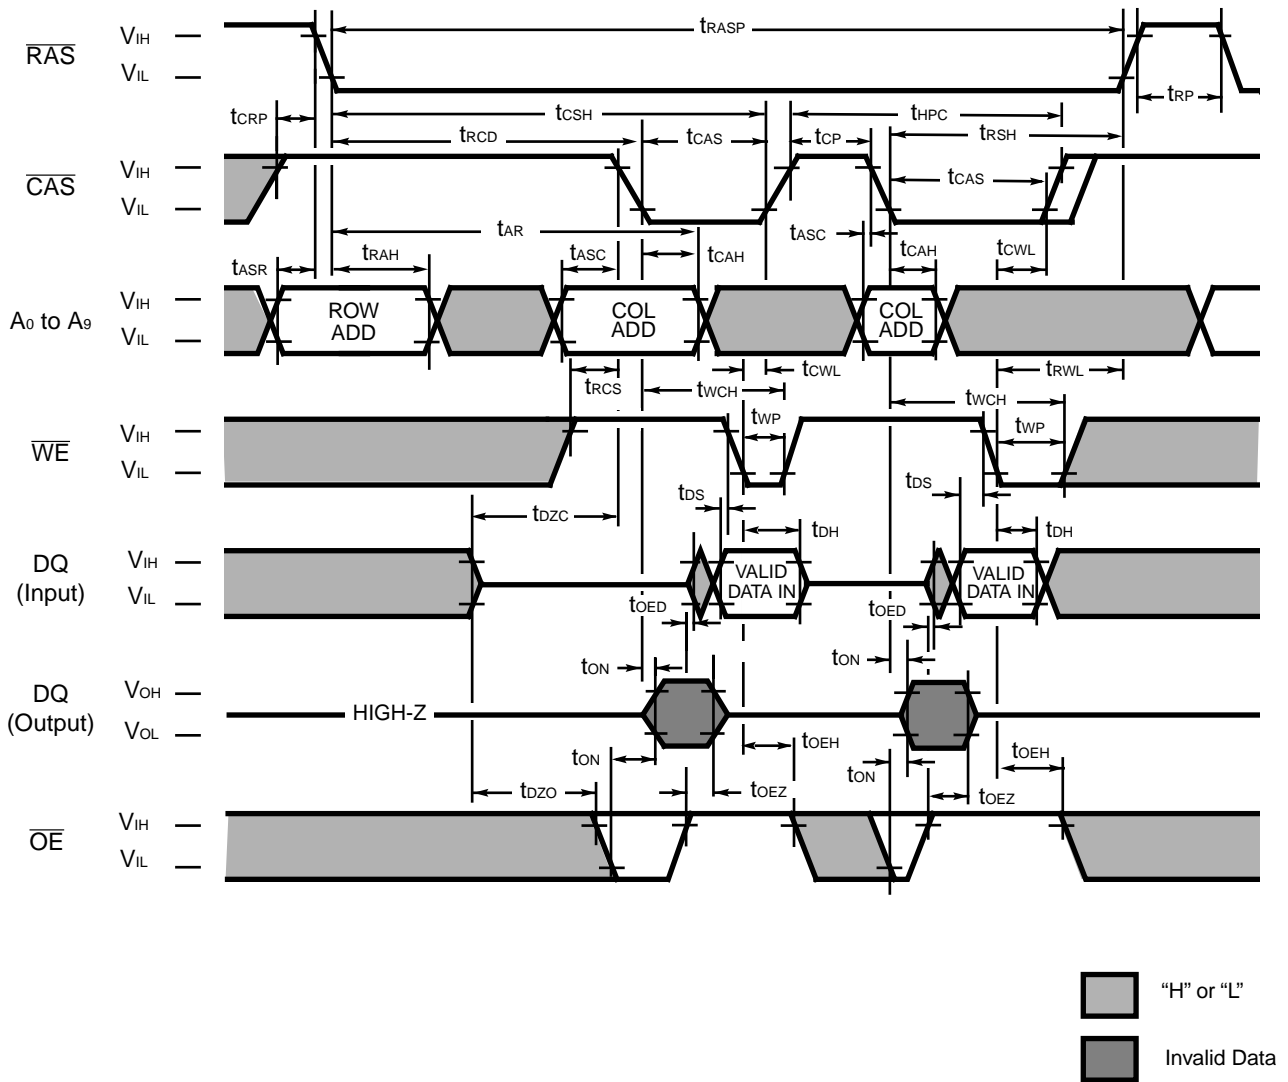 tRASP
RAS
VIH
VIL
tRP
tCRP
tCSH
tHPC
tRCD
tCAS
tCP
tRSH
CAS
VIH
VIL
tCAS
tAR
tASC
tRAH
tASC
tCAH
tCAH
tCWL
tASR
A0 to A9
VIH
VIL
ROW
ADD
COL
ADD
COL
ADD
tRCS
tCWL
tRWL
tWCH
tWCH
tWP
tWP
WE
VIH
VIL
tDS
tDS
tDZC
tDH
tDH
DQ
(Input)
VIH
VIL
VALID
DATA IN
VALID
DATA IN
tOED
tOED
tON
tON
DQ
(Output)
VOH
VOL
HIGH-Z
tOEH
tOEH
tON
tON
tDZO
tOEZ
tOEZ
OE
VIH
VIL
“H” or “L”
Invalid Data